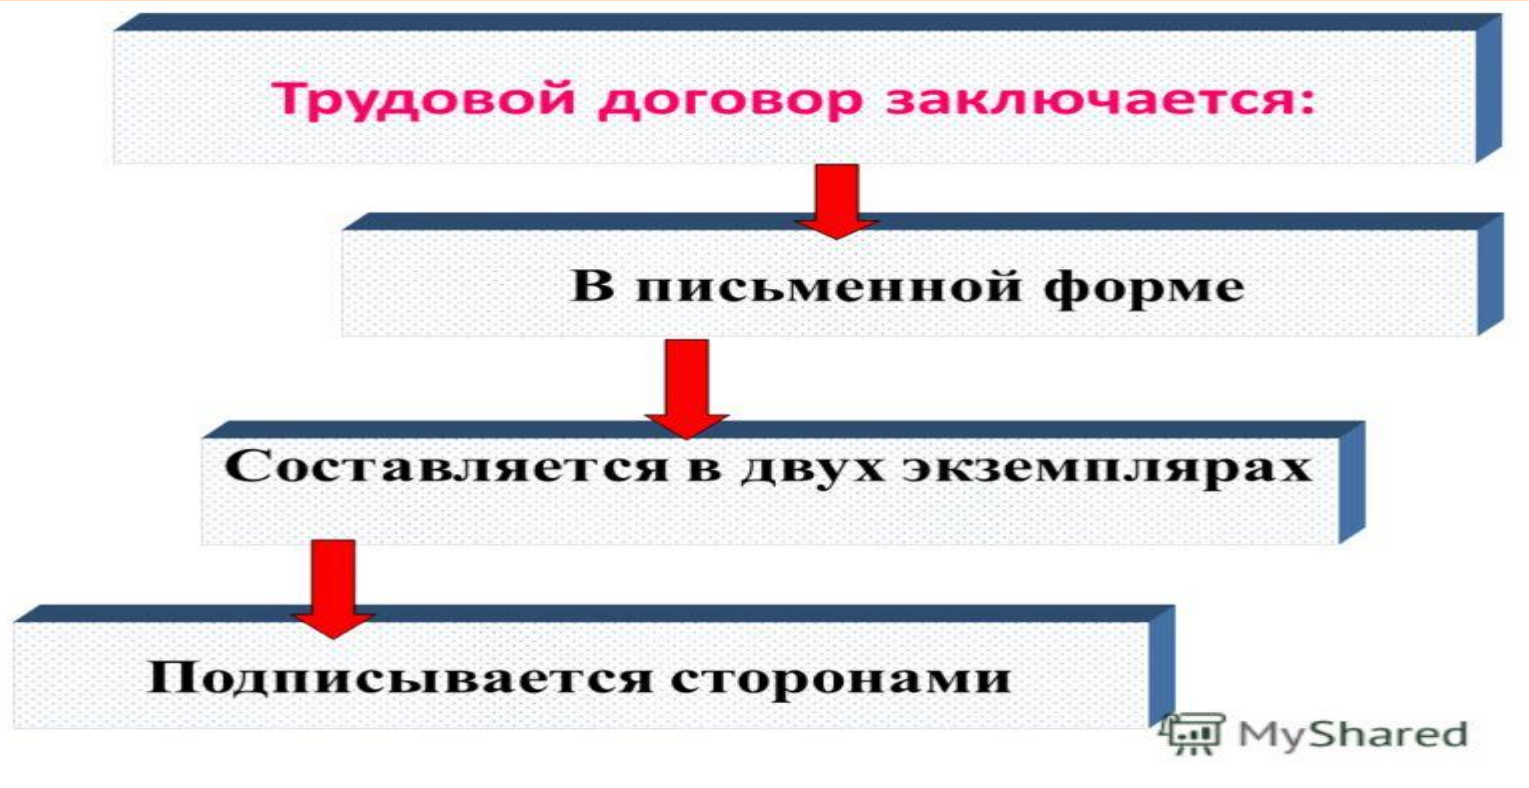 Трудовой договор заключается:
В письменной форме
Составляется в двух экземплярах
Подписывается сторонами
MyShared